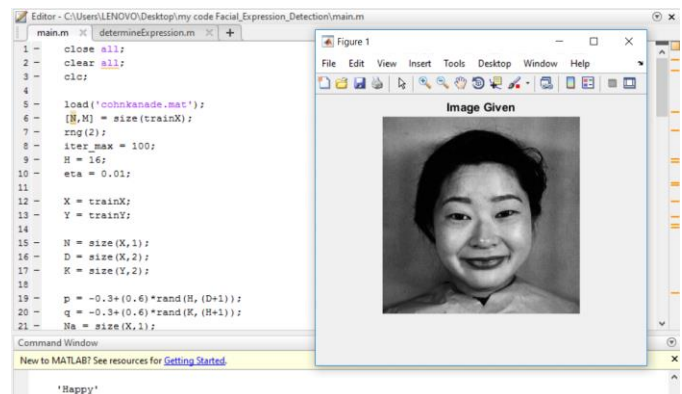 Editor - C:\Users\LENOVO\Desktop\my code Facial_Expression_Detection\main.m
main.m × determineExpression.m × +
1 - close all;
2 - clear all;
3 - clc;
4
5 - load('cohnkanade.mat');
6 - [N,M] = size(trainX);
7 - rng(2);
8 - iter_max = 100;
9 - H = 16;
10 - eta = 0.01;
11
12 - X = trainX;
13 - Y = trainY;
14
15 - N = size(X,1);
16 - D = size(X,2);
17 - K = size(Y,2);
18
19 - p = -0.3+(0.6)*rand(H,(D+1));
20 - q = -0.3+(0.6)*rand(K,(H+1));
21 - Na = size(X,1);
Figure 1
File Edit View Insert Tools Desktop Window Help
Image Given
Command Window
New to MATLAB? See resources for Getting Started.
'Happy'